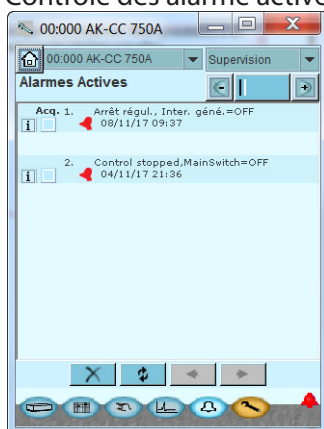 Contrôle des alarme active
00:000 AK-CC 750A
00:000 AK-CC 750A Supervision
Alarmes Actives
Acq. 1. Arrêt régul., Inter. géné.=OFF
08/11/17 09:37
2. Control stopped,MainSwitch=OFF
04/11/17 21:36